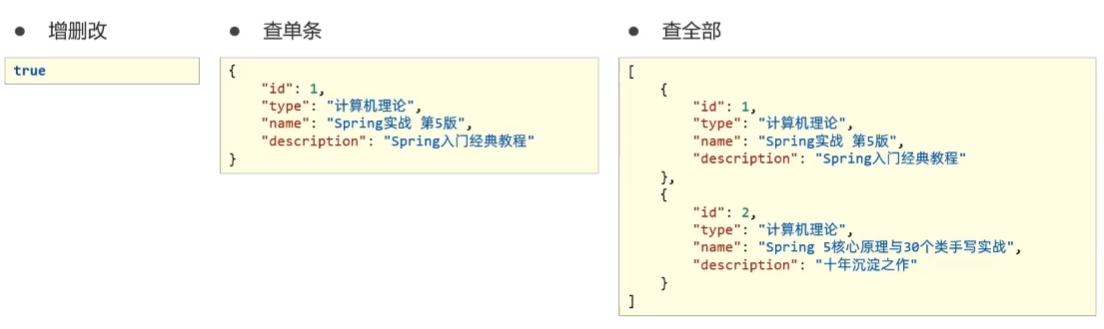 ● 增删改
true
● 查单条
{
    "id": 1,
    "type": "计算机理论",
    "name": "Spring实战 第5版",
    "description": "Spring入门经典教程"
}
● 查全部
[
    {
        "id": 1,
        "type": "计算机理论",
        "name": "Spring实战 第5版",
        "description": "Spring入门经典教程"
    },
    {
        "id": 2,
        "type": "计算机理论",
        "name": "Spring 5核心原理与30个类手写实战",
        "description": "十年沉淀之作"
    }
]